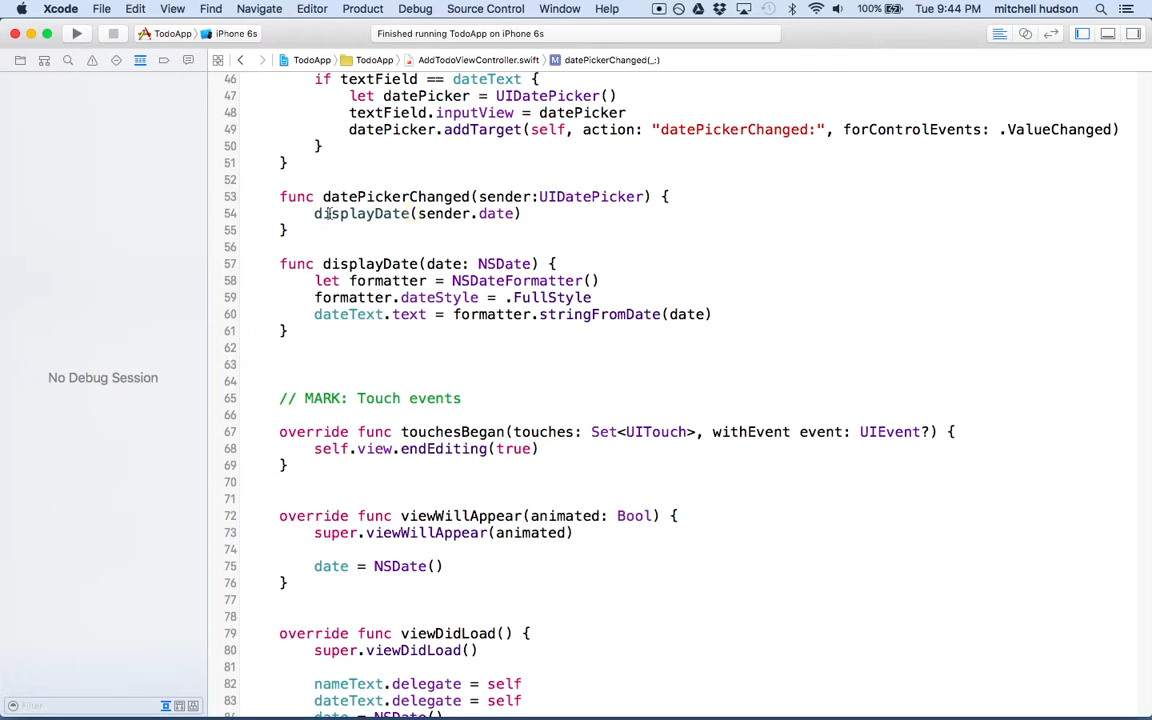 Xcode File Edit View Find Navigate Editor Product Debug Source Control Window Help 100% Tue 9:44 PM mitchell hudson
TodoApp iPhone 6s Finished running TodoApp on iPhone 6s
TodoApp TodoApp AddTodoViewController.swift M datePickerChanged(_:)
46 if textField == dateText {
47 let datePicker = UIDatePicker()
48 textField.inputView = datePicker
49 datePicker.addTarget(self, action: "datePickerChanged:", forControlEvents: .ValueChanged)
50 }
51 }
52
53 func datePickerChanged(sender:UIDatePicker) {
54 displayDate(sender.date)
55 }
56
57 func displayDate(date: NSDate) {
58 let formatter = NSDateFormatter()
59 formatter.dateStyle = .FullStyle
60 dateText.text = formatter.stringFromDate(date)
61 }
62
63
64
65 // MARK: Touch events
66
67 override func touchesBegan(touches: Set<UITouch>, withEvent event: UIEvent?) {
68 self.view.endEditing(true)
69 }
70
71
72 override func viewWillAppear(animated: Bool) {
73 super.viewWillAppear(animated)
74
75 date = NSDate()
76 }
77
78
79 override func viewDidLoad() {
80 super.viewDidLoad()
81
82 nameText.delegate = self
83 dateText.delegate = self
84 date = NSDate()
No Debug Session
Filter